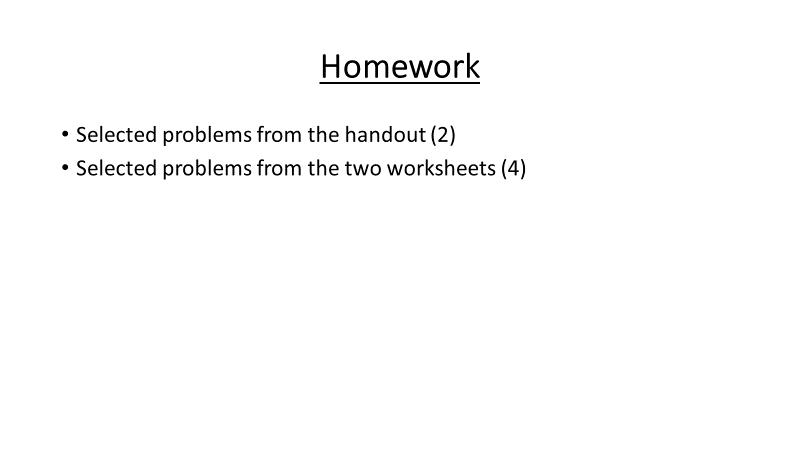 Homework
• Selected problems from the handout (2)
• Selected problems from the two worksheets (4)